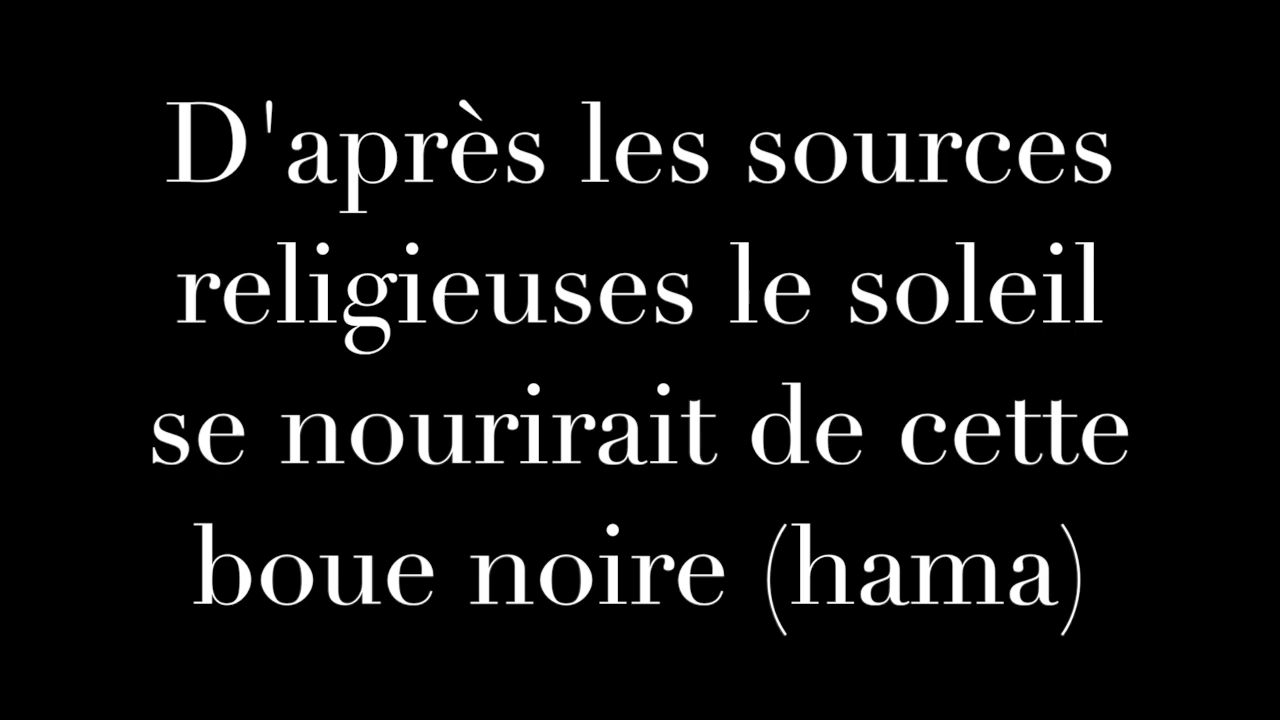 D'après les sources
religieuses le soleil
se nourirait de cette
boue noire (hama)